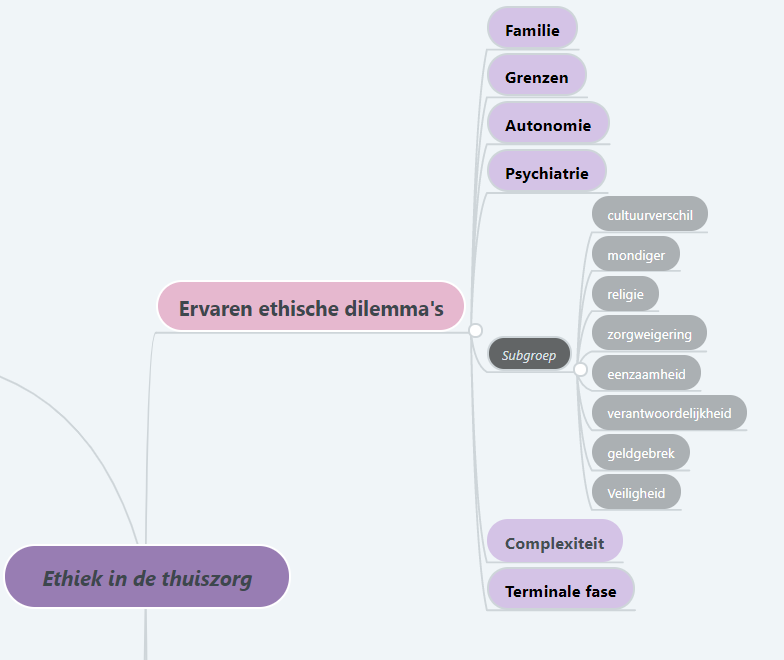 Familie
Grenzen
Autonomie
Psychiatrie
cultuurverschil
mondiger
religie
Ervaren ethische dilemma's
zorgweigering
Subgroep
eenzaamheid
verantwoordelijkheid
geldgebrek
Veiligheid
Complexiteit
Ethiek in de thuiszorg
Terminale fase